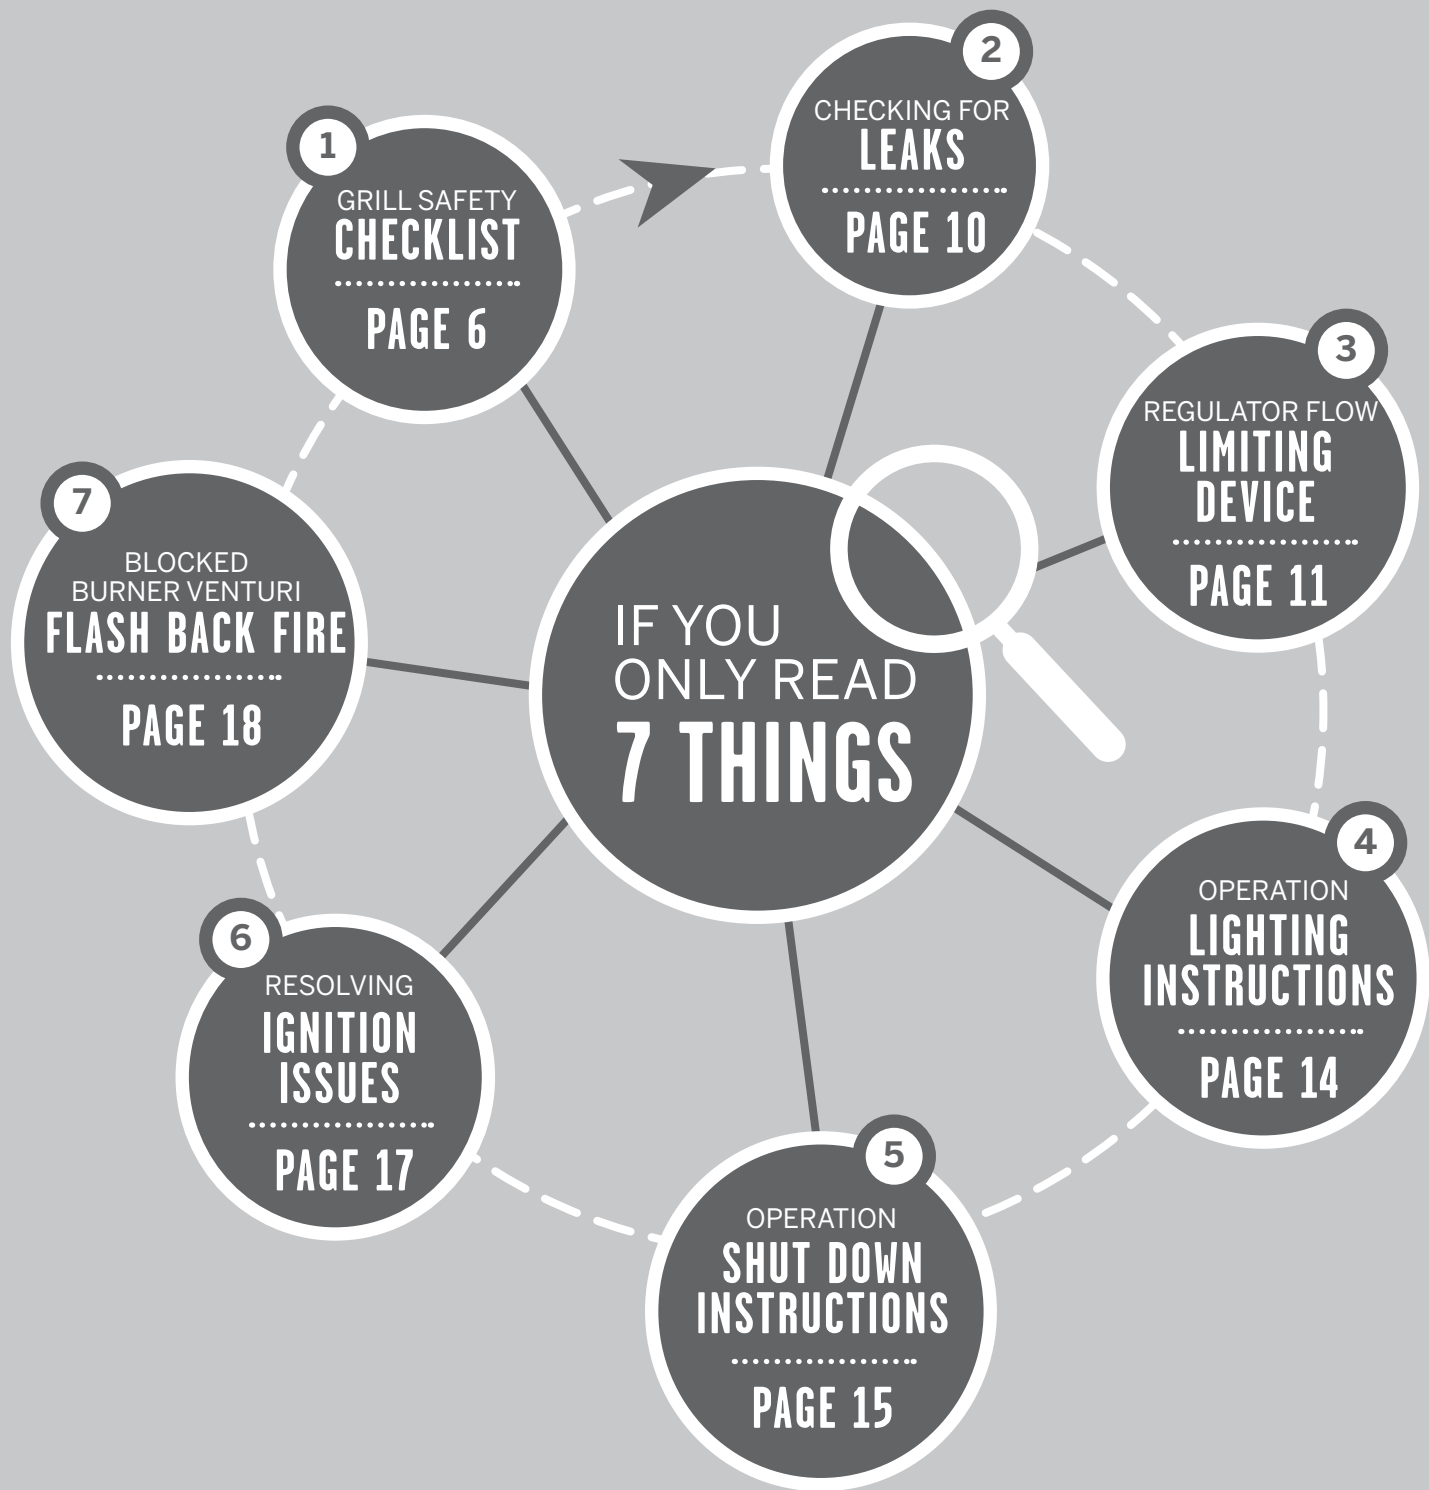 IF YOU
ONLY READ
7 THINGS
1
GRILL SAFETY
CHECKLIST
PAGE 6
2
CHECKING FOR
LEAKS
PAGE 10
3
REGULATOR FLOW
LIMITING
DEVICE
PAGE 11
4
OPERATION
LIGHTING
INSTRUCTIONS
PAGE 14
5
OPERATION
SHUT DOWN
INSTRUCTIONS
PAGE 15
6
RESOLVING
IGNITION
ISSUES
PAGE 17
7
BLOCKED
BURNER VENTURI
FLASH BACK FIRE
PAGE 18